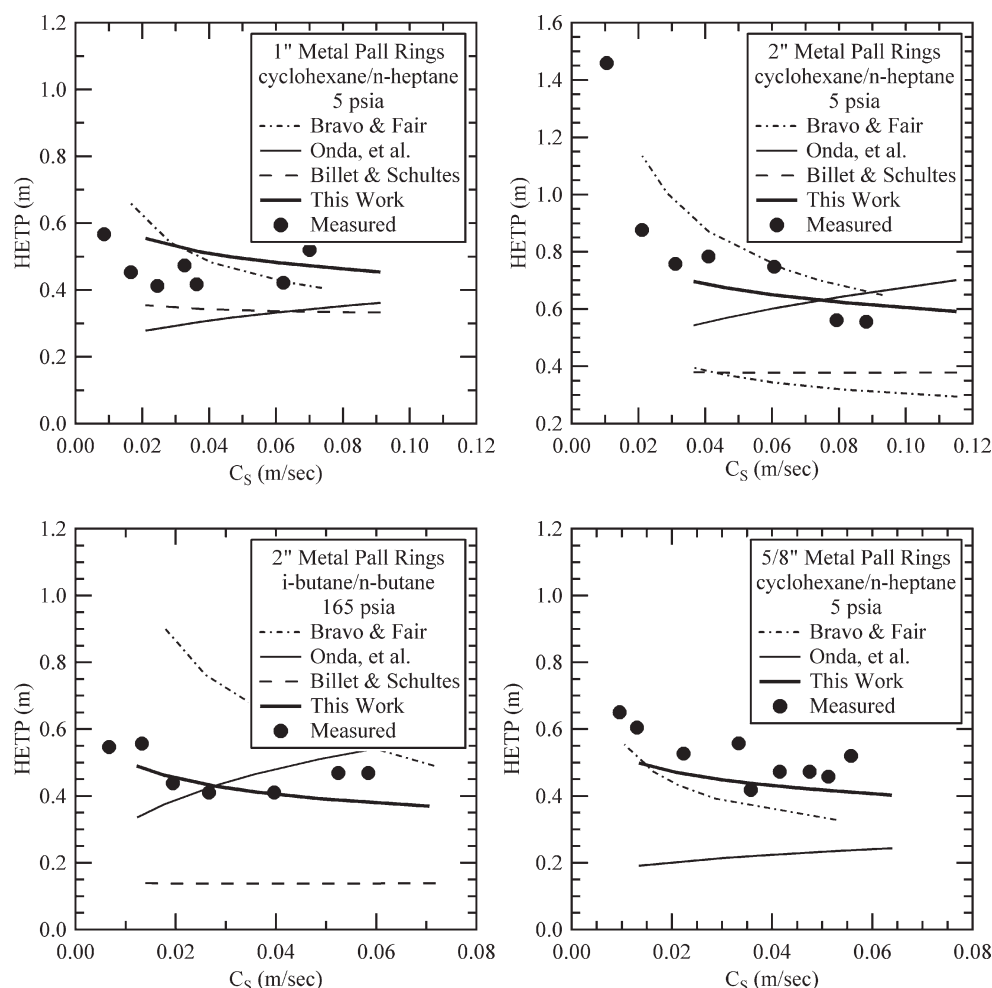 1.2
1.0
0.8
0.6
0.4
0.2
0.0
HETP (m)
1" Metal Pall Rings
cyclohexane/n-heptane
5 psia
Bravo & Fair
Onda, et al.
Billet & Schultes
This Work
Measured
0.00 0.02 0.04 0.06 0.08 0.10 0.12
C_S (m/sec)
1.6
1.4
1.2
1.0
0.8
0.6
0.4
0.2
HETP (m)
2" Metal Pall Rings
cyclohexane/n-heptane
5 psia
Bravo & Fair
Onda, et al.
Billet & Schultes
This Work
Measured
0.00 0.02 0.04 0.06 0.08 0.10 0.12
C_S (m/sec)
1.2
1.0
0.8
0.6
0.4
0.2
0.0
HETP (m)
2" Metal Pall Rings
i-butane/n-butane
165 psia
Bravo & Fair
Onda, et al.
Billet & Schultes
This Work
Measured
0.00 0.02 0.04 0.06 0.08
C_S (m/sec)
1.2
1.0
0.8
0.6
0.4
0.2
0.0
HETP (m)
5/8" Metal Pall Rings
cyclohexane/n-heptane
5 psia
Bravo & Fair
Onda, et al.
This Work
Measured
0.00 0.02 0.04 0.06 0.08
C_S (m/sec)